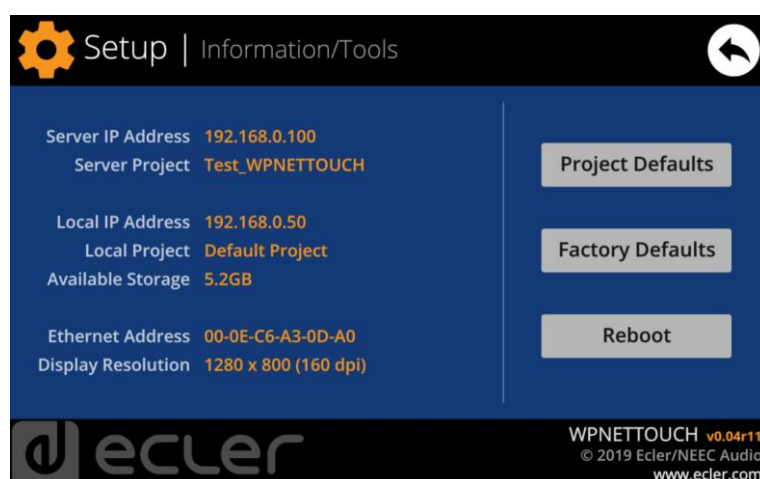 Setup | Information/Tools
Server IP Address 192.168.0.100
Server Project Test_WPNETTOUCH
Local IP Address 192.168.0.50
Local Project Default Project
Available Storage 5.2GB
Ethernet Address 00-0E-C6-A3-0D-A0
Display Resolution 1280 x 800 (160 dpi)
Project Defaults
Factory Defaults
Reboot
ecler
WPNETTOUCH v0.04r11
© 2019 Ecler/NEEC Audio
www.ecler.com